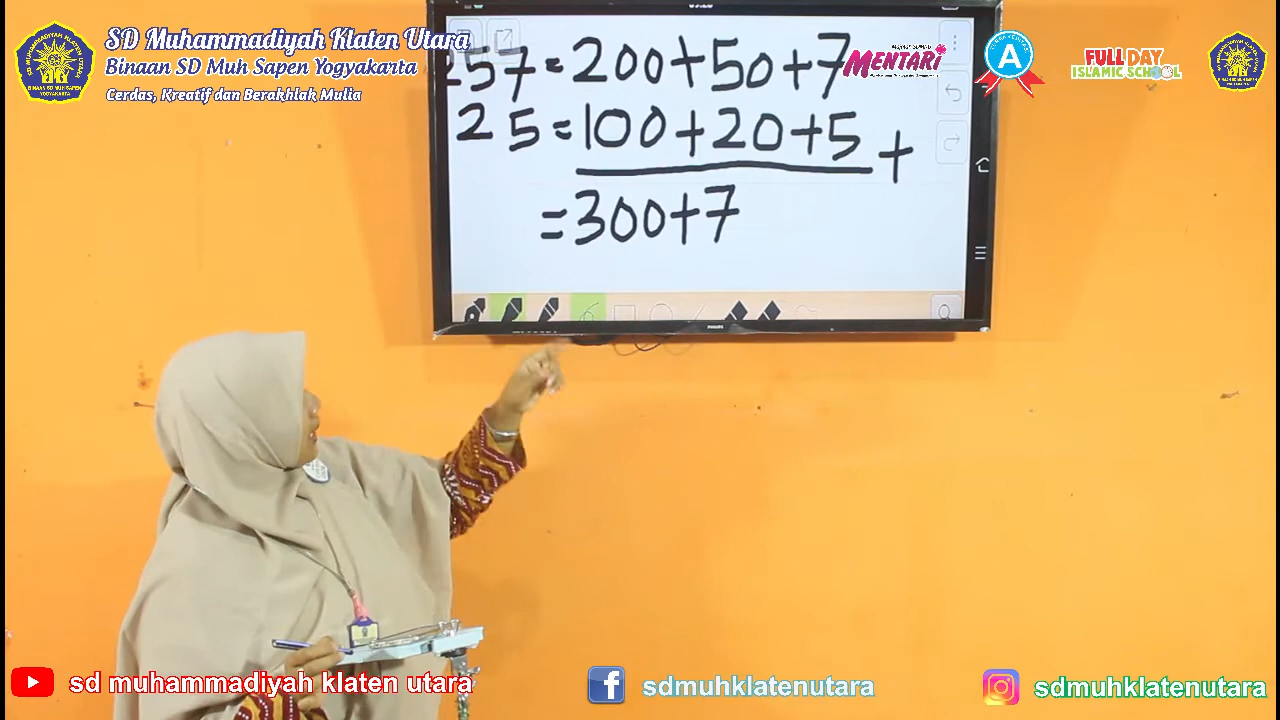 SD Muhammadiyah Klaten Utara
Binaan SD Muh Sapen Yogyakarta
Cerdas, Kreatif dan Berakhlak Mulia
MENTARI
A
FULL DAY
ISLAMIC SCHOOL
257=200+50+7
25=100+20+5
+
=300+7
PHILIPS
sd muhammadiyah klaten utara
sdmuhklatenutara
sdmuhklatenutara